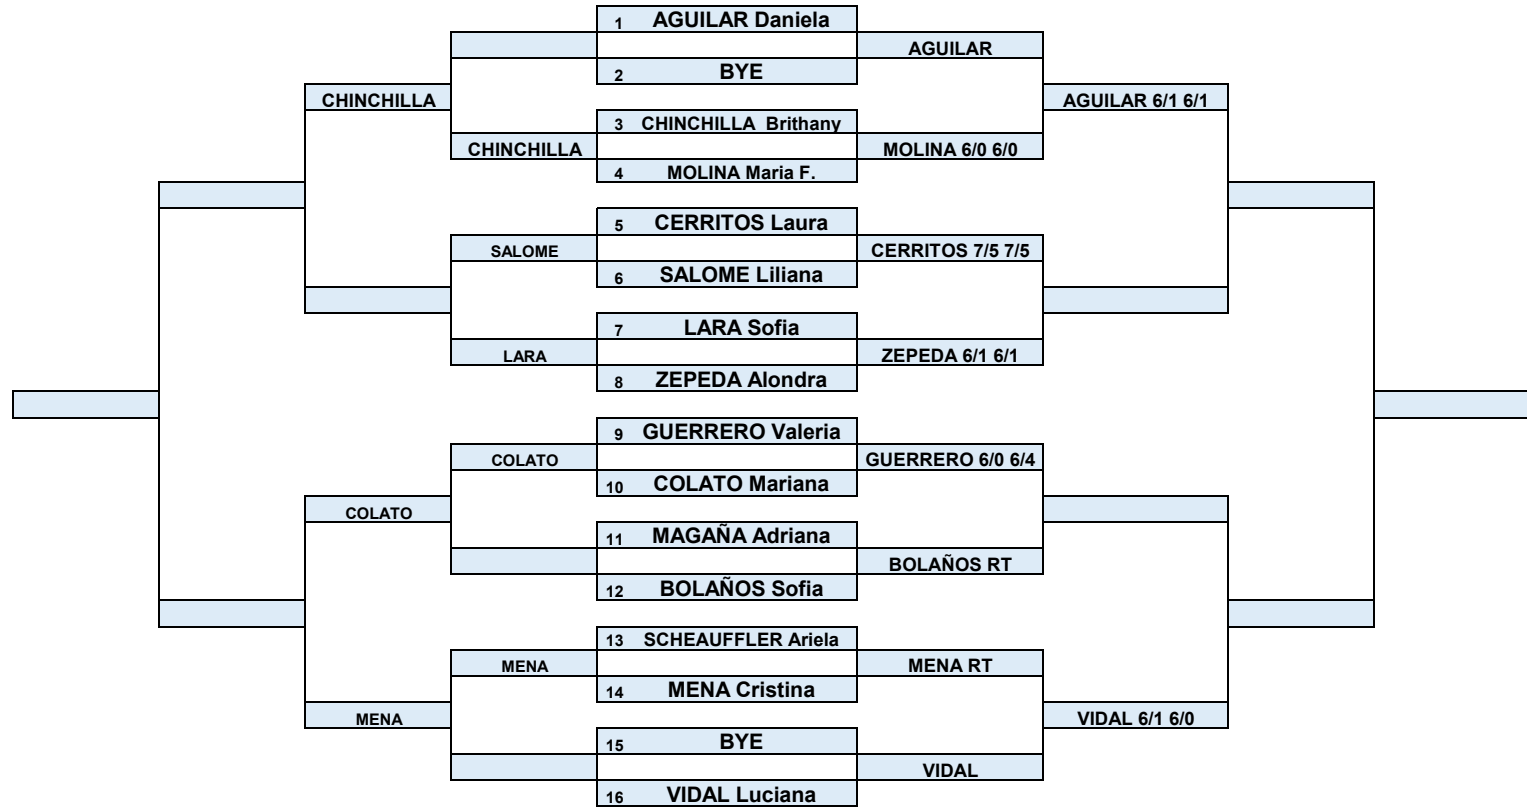 1 AGUILAR Daniela
AGUILAR
2 BYE
CHINCHILLA
AGUILAR 6/1 6/1
3 CHINCHILLA Brithany
CHINCHILLA
MOLINA 6/0 6/0
4 MOLINA Maria F.
5 CERRITOS Laura
SALOME
CERRITOS 7/5 7/5
6 SALOME Liliana
7 LARA Sofia
LARA
ZEPEDA 6/1 6/1
8 ZEPEDA Alondra
9 GUERRERO Valeria
COLATO
GUERRERO 6/0 6/4
10 COLATO Mariana
COLATO
11 MAGAÑA Adriana
BOLAÑOS RT
12 BOLAÑOS Sofia
13 SCHEAUFFLER Ariela
MENA
MENA RT
14 MENA Cristina
MENA
VIDAL 6/1 6/0
15 BYE
VIDAL
16 VIDAL Luciana